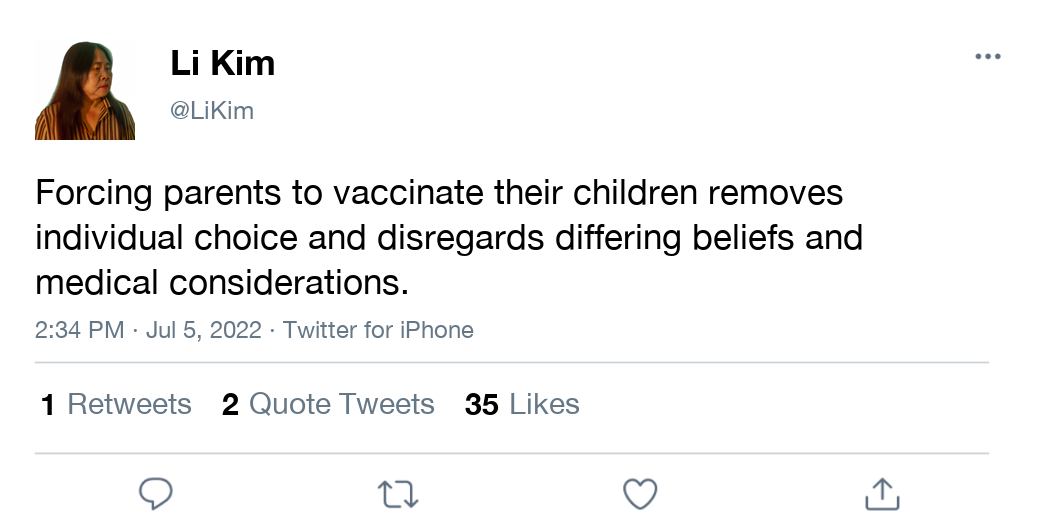 Li Kim
@LiKim
Forcing parents to vaccinate their children removes
individual choice and disregards differing beliefs and
medical considerations.
2:34 PM · Jul 5, 2022 · Twitter for iPhone
1 Retweets 2 Quote Tweets 35 Likes